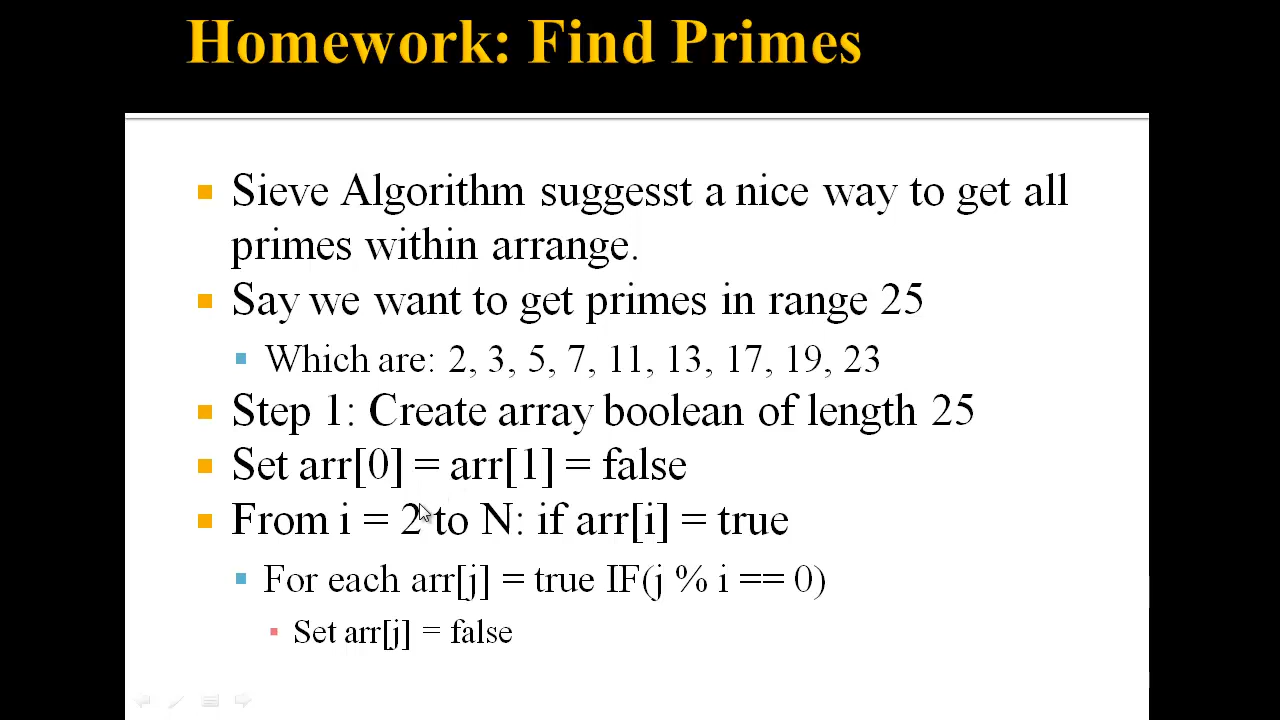 Homework: Find Primes
Sieve Algorithm suggesst a nice way to get all
primes within arrange.
Say we want to get primes in range 25
Which are: 2, 3, 5, 7, 11, 13, 17, 19, 23
Step 1: Create array boolean of length 25
Set arr[0] = arr[1] = false
From i = 2 to N: if arr[i] = true
For each arr[j] = true IF(j % i == 0)
Set arr[j] = false